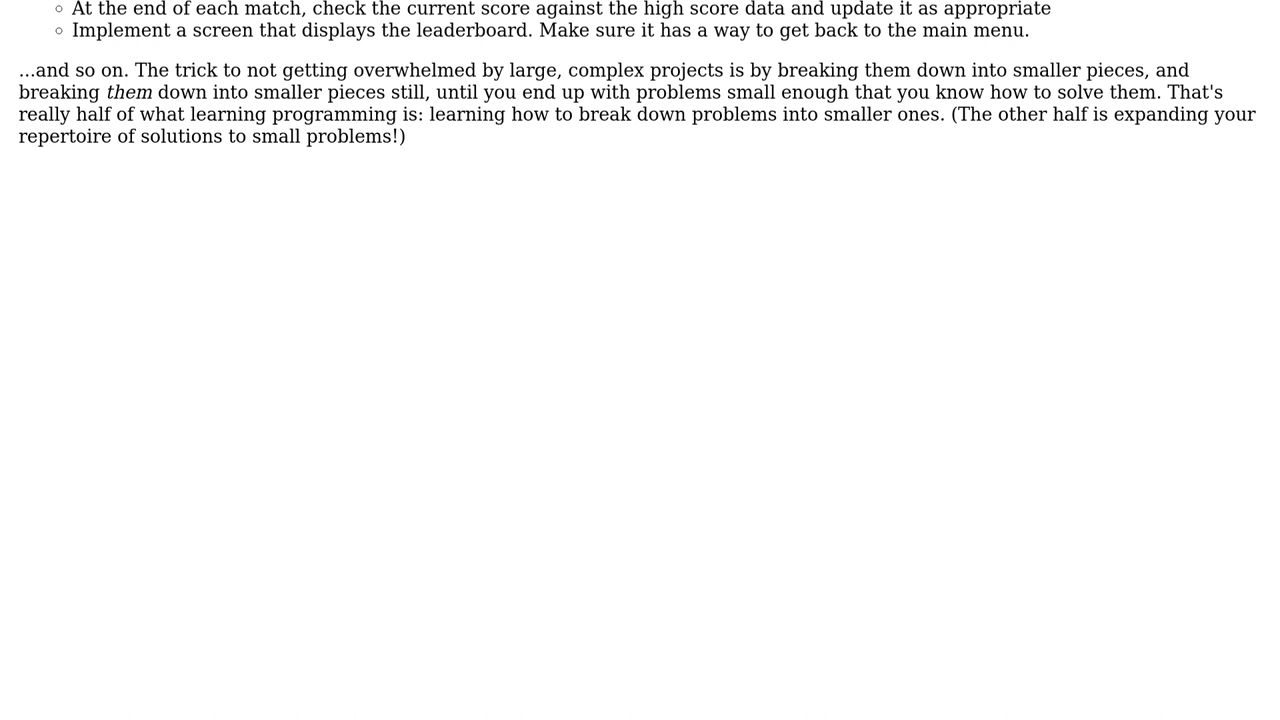 ◦ At the end of each match, check the current score against the high score data and update it as appropriate
◦ Implement a screen that displays the leaderboard. Make sure it has a way to get back to the main menu.
...and so on. The trick to not getting overwhelmed by large, complex projects is by breaking them down into smaller pieces, and
breaking them down into smaller pieces still, until you end up with problems small enough that you know how to solve them. That's
really half of what learning programming is: learning how to break down problems into smaller ones. (The other half is expanding your
repertoire of solutions to small problems!)